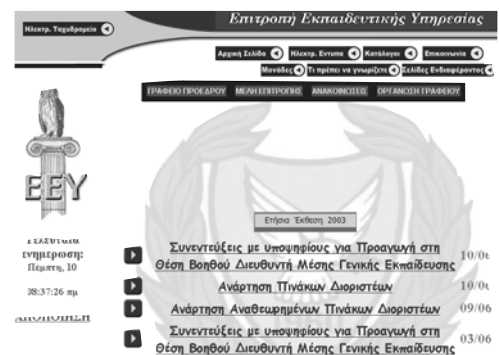 Επιτροπή Εκπαιδευτικής Υπηρεσίας
Ηλεκτρ. Ταχυδρομείο
Αρχική Σελίδα Ηλεκτρ. Εντυπα Κατάλογοι Επικοινωνία
Μονάδες Τι πρέπει να γνωρίζετε Σελίδες Ενδιαφέροντος
ΓΡΑΦΕΙΟ ΠΡΟΕΔΡΟΥ ΜΕΛΗ ΕΠΙΤΡΟΠΗΣ ΑΝΑΚΟΙΝΩΣΕΙΣ ΟΡΓΑΝΩΣΗ ΓΡΑΦΕΙΟΥ
ΕΕΥ
Ετήσια Έκθεση 2003
ενημερωση:
Πέμπτη, 10
08:37:26 πμ
Συνεντεύξεις με υποψηφίους για Προαγωγή στη
Θέση Βοηθού Διευθυντή Μέσης Γενικής Εκπαίδευσης
Ανάρτηση Πινάκων Διοριστέων
Ανάρτηση Αναθεωρημένων Πινάκων Διοριστέων 09/06
Συνεντεύξεις με υποψηφίους για Προαγωγή στη
Θέση Βοηθού Διευθυντή Μέσης Γενικής Εκπαίδευσης 03/06